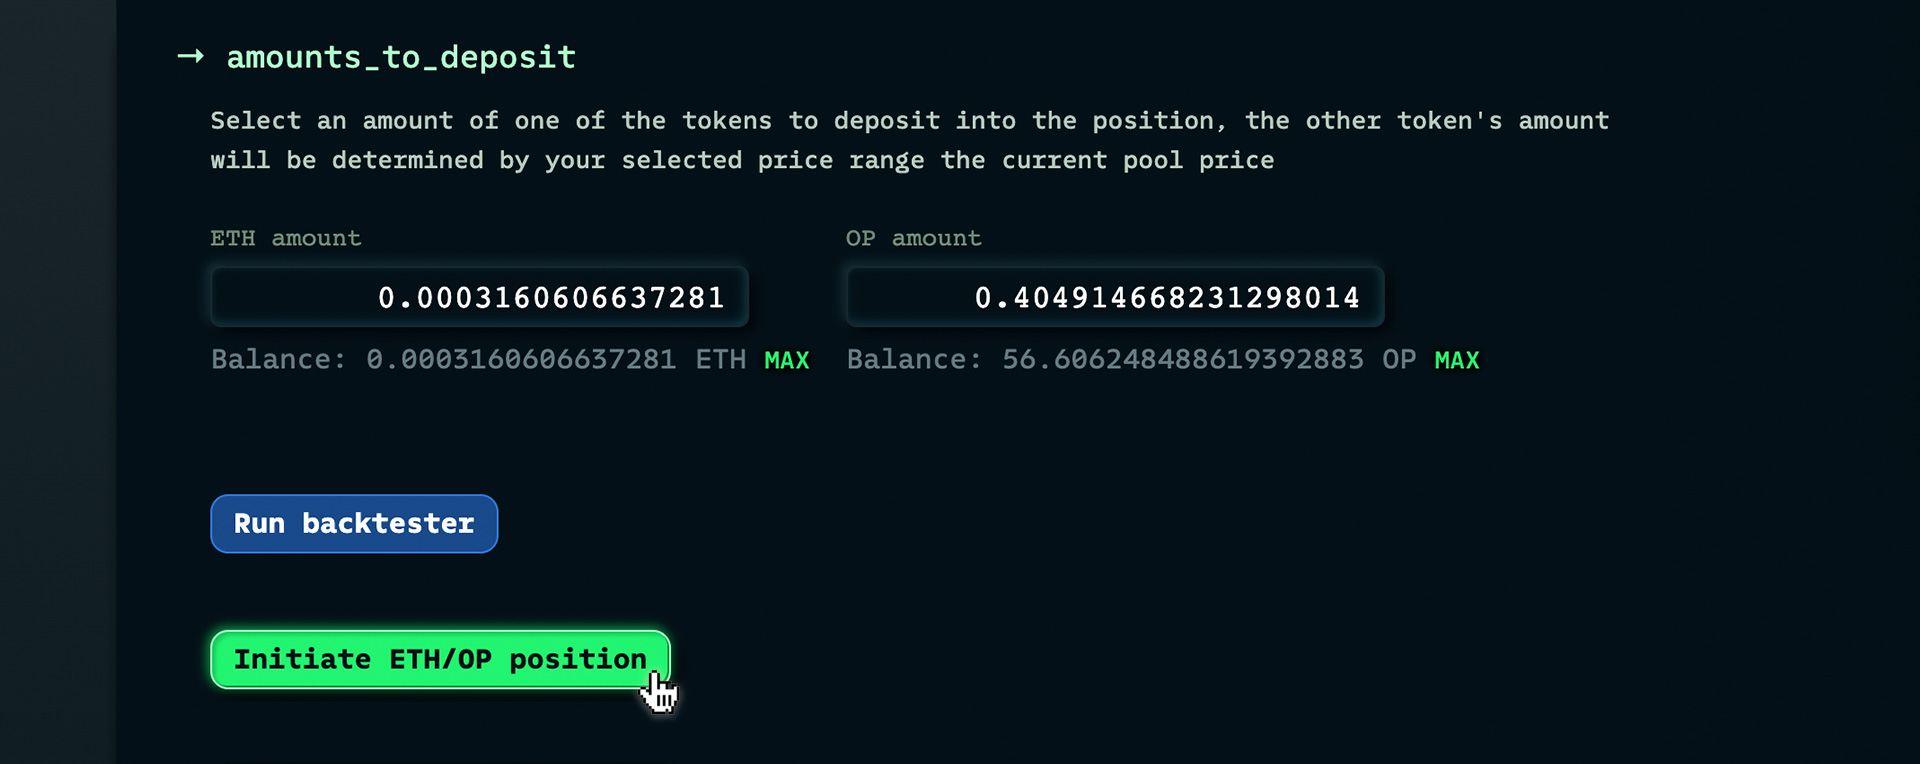 → amounts_to_deposit
Select an amount of one of the tokens to deposit into the position, the other token's amount
will be determined by your selected price range the current pool price
ETH amount
OP amount
0.0003160606637281
0.404914668231298014
Balance: 0.0003160606637281 ETH MAX
Balance: 56.606248488619392883 OP MAX
Run backtester
Initiate ETH/OP position